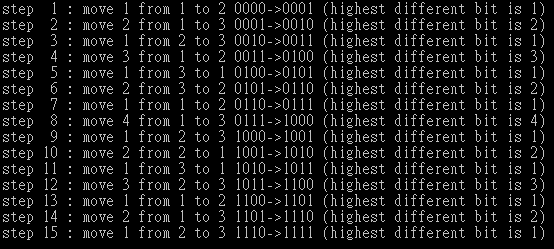 step  1 : move 1 from 1 to 2 0000->0001 (highest different bit is 1)
step  2 : move 2 from 1 to 3 0001->0010 (highest different bit is 2)
step  3 : move 1 from 2 to 3 0010->0011 (highest different bit is 1)
step  4 : move 3 from 1 to 2 0011->0100 (highest different bit is 3)
step  5 : move 1 from 3 to 1 0100->0101 (highest different bit is 1)
step  6 : move 2 from 3 to 2 0101->0110 (highest different bit is 2)
step  7 : move 1 from 1 to 2 0110->0111 (highest different bit is 1)
step  8 : move 4 from 1 to 3 0111->1000 (highest different bit is 4)
step  9 : move 1 from 2 to 3 1000->1001 (highest different bit is 1)
step 10 : move 2 from 2 to 1 1001->1010 (highest different bit is 2)
step 11 : move 1 from 3 to 1 1010->1011 (highest different bit is 1)
step 12 : move 3 from 2 to 3 1011->1100 (highest different bit is 3)
step 13 : move 1 from 1 to 2 1100->1101 (highest different bit is 1)
step 14 : move 2 from 1 to 3 1101->1110 (highest different bit is 2)
step 15 : move 1 from 2 to 3 1110->1111 (highest different bit is 1)